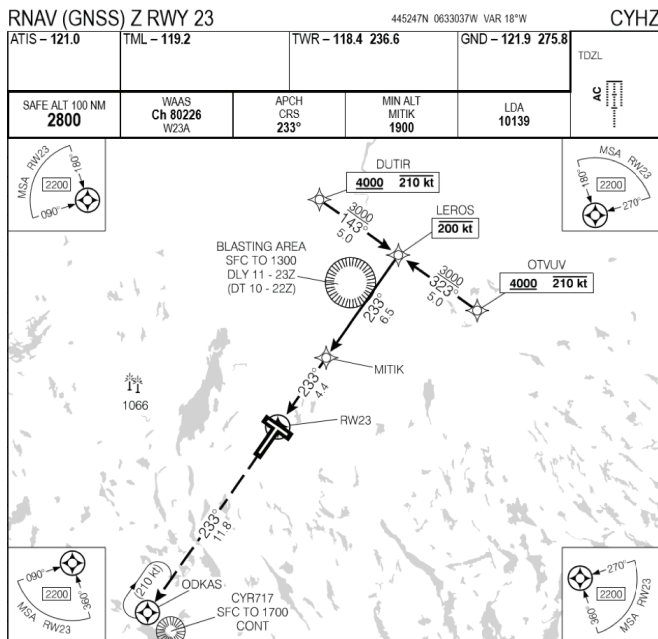 RNAV (GNSS) Z RWY 23
445247N 0633037W VAR 18°W
CYHZ
ATIS – 121.0
TML – 119.2
TWR – 118.4 236.6
GND – 121.9 275.8
TDZL
AC
SAFE ALT 100 NM
2800
WAAS
Ch 80226
W23A
APCH
CRS
233°
MIN ALT
MITIK
1900
LDA
10139
MSA RW23
2200
180°
090°
MSA RW23
2200
180°
270°
DUTIR
4000 210 kt
3000
143°
5.0
LEROS
200 kt
BLASTING AREA
SFC TO 1300
DLY 11 - 23Z
(DT 10 - 22Z)
OTVUV
4000 210 kt
3000
323°
5.0
233°
6.5
MITIK
1066
233°
4.4
RW23
233°
11.8
(210 kt)
ODKAS
CYR717
SFC TO 1700
CONT
090°
360°
2200
MSA RW23
270°
360°
2200
MSA RW23